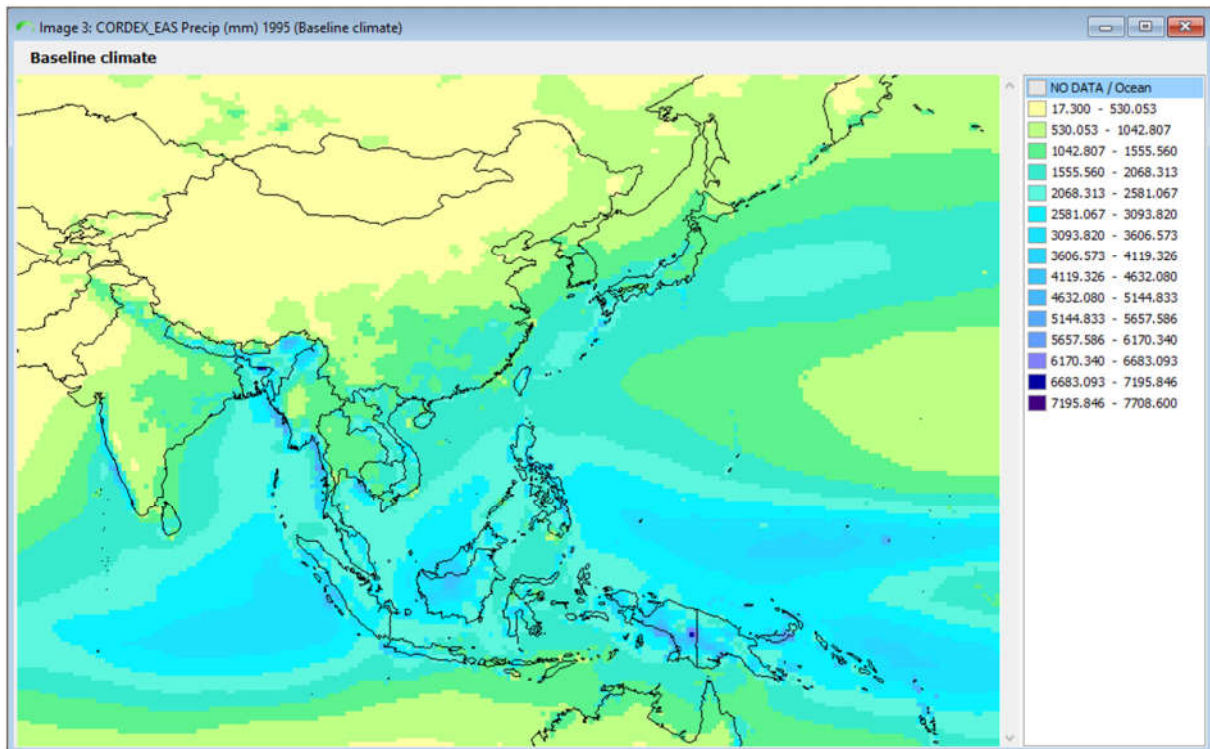 Image 3: CORDEX_EAS Precip (mm) 1995 (Baseline climate)
Baseline climate
NO DATA / Ocean
17.300 - 530.053
530.053 - 1042.807
1042.807 - 1555.560
1555.560 - 2068.313
2068.313 - 2581.067
2581.067 - 3093.820
3093.820 - 3606.573
3606.573 - 4119.326
4119.326 - 4632.080
4632.080 - 5144.833
5144.833 - 5657.586
5657.586 - 6170.340
6170.340 - 6683.093
6683.093 - 7195.846
7195.846 - 7708.600